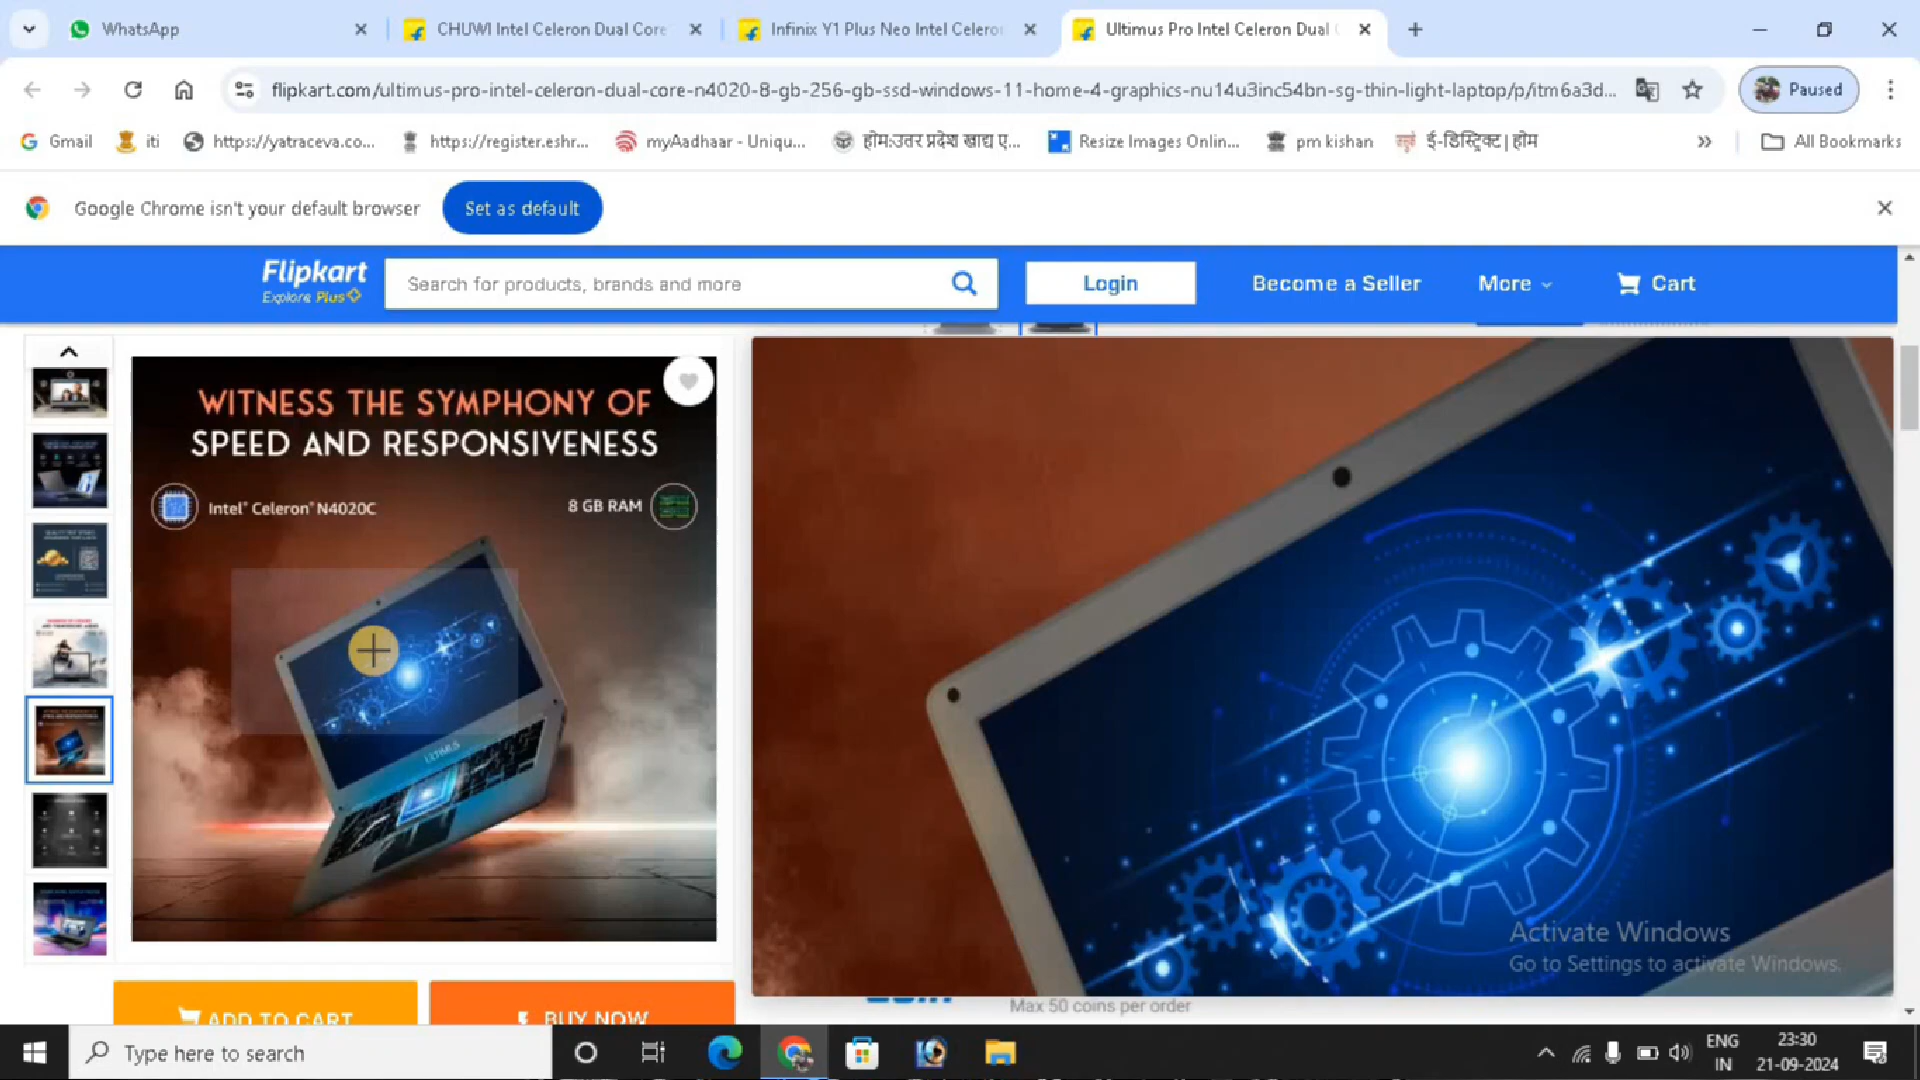 WhatsApp
CHUWI Intel Celeron Dual Core
Infinix Y1 Plus Neo Intel Celero
Ultimus Pro Intel Celeron Dual
flipkart.com/ultimus-pro-intel-celeron-dual-core-n4020-8-gb-256-gb-ssd-windows-11-home-4-graphics-nu14u3inc54bn-sg-thin-light-laptop/p/itm6a3d...
Paused
Gmail
iti
https://yatraceva.co...
https://register.eshr...
myAadhaar - Uniqu...
होम:उतर प्रदेश खाद्य ए...
Resize Images Onlin...
pm kishan
ई-डिस्ट्रिक्ट | होम
All Bookmarks
Google Chrome isn't your default browser
Set as default
Flipkart
Explore Plus
Search for products, brands and more
Login
Become a Seller
More
Cart
WITNESS THE SYMPHONY OF
SPEED AND RESPONSIVENESS
Intel® Celeron® N4020C
8 GB RAM
ULTIMUS
Activate Windows
Go to Settings to activate Windows.
Max 50 coins per order
ADD TO CART
BUY NOW
Type here to search
ENG
IN
23:30
21-09-2024